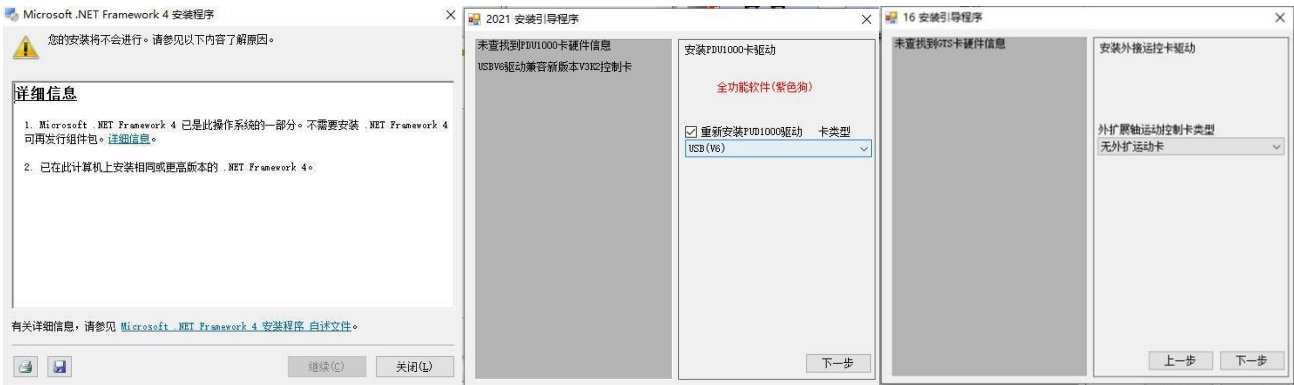 Microsoft .NET Framework 4 安装程序
您的安装将不会进行。请参见以下内容了解原因。
详细信息
1. Microsoft .NET Framework 4 已是此操作系统的一部分。不需要安装 .NET Framework 4
可再发行组件包。详细信息。
2. 已在此计算机上安装相同或更高版本的 .NET Framework 4。
有关详细信息，请参见 Microsoft .NET Framework 4 安装程序 自述文件。
继续(C)
关闭(L)
2021 安装引导程序
未查找到PDU1000卡硬件信息
USBV6驱动兼容新版本V3K2控制卡
安装PDU1000卡驱动
全功能软件(紫色狗)
重新安装PUD1000驱动 卡类型
USB(V6)
下一步
16 安装引导程序
未查找到GTS卡硬件信息
安装外接运控卡驱动
外扩展轴运动控制卡类型
无外扩运动卡
上一步
下一步